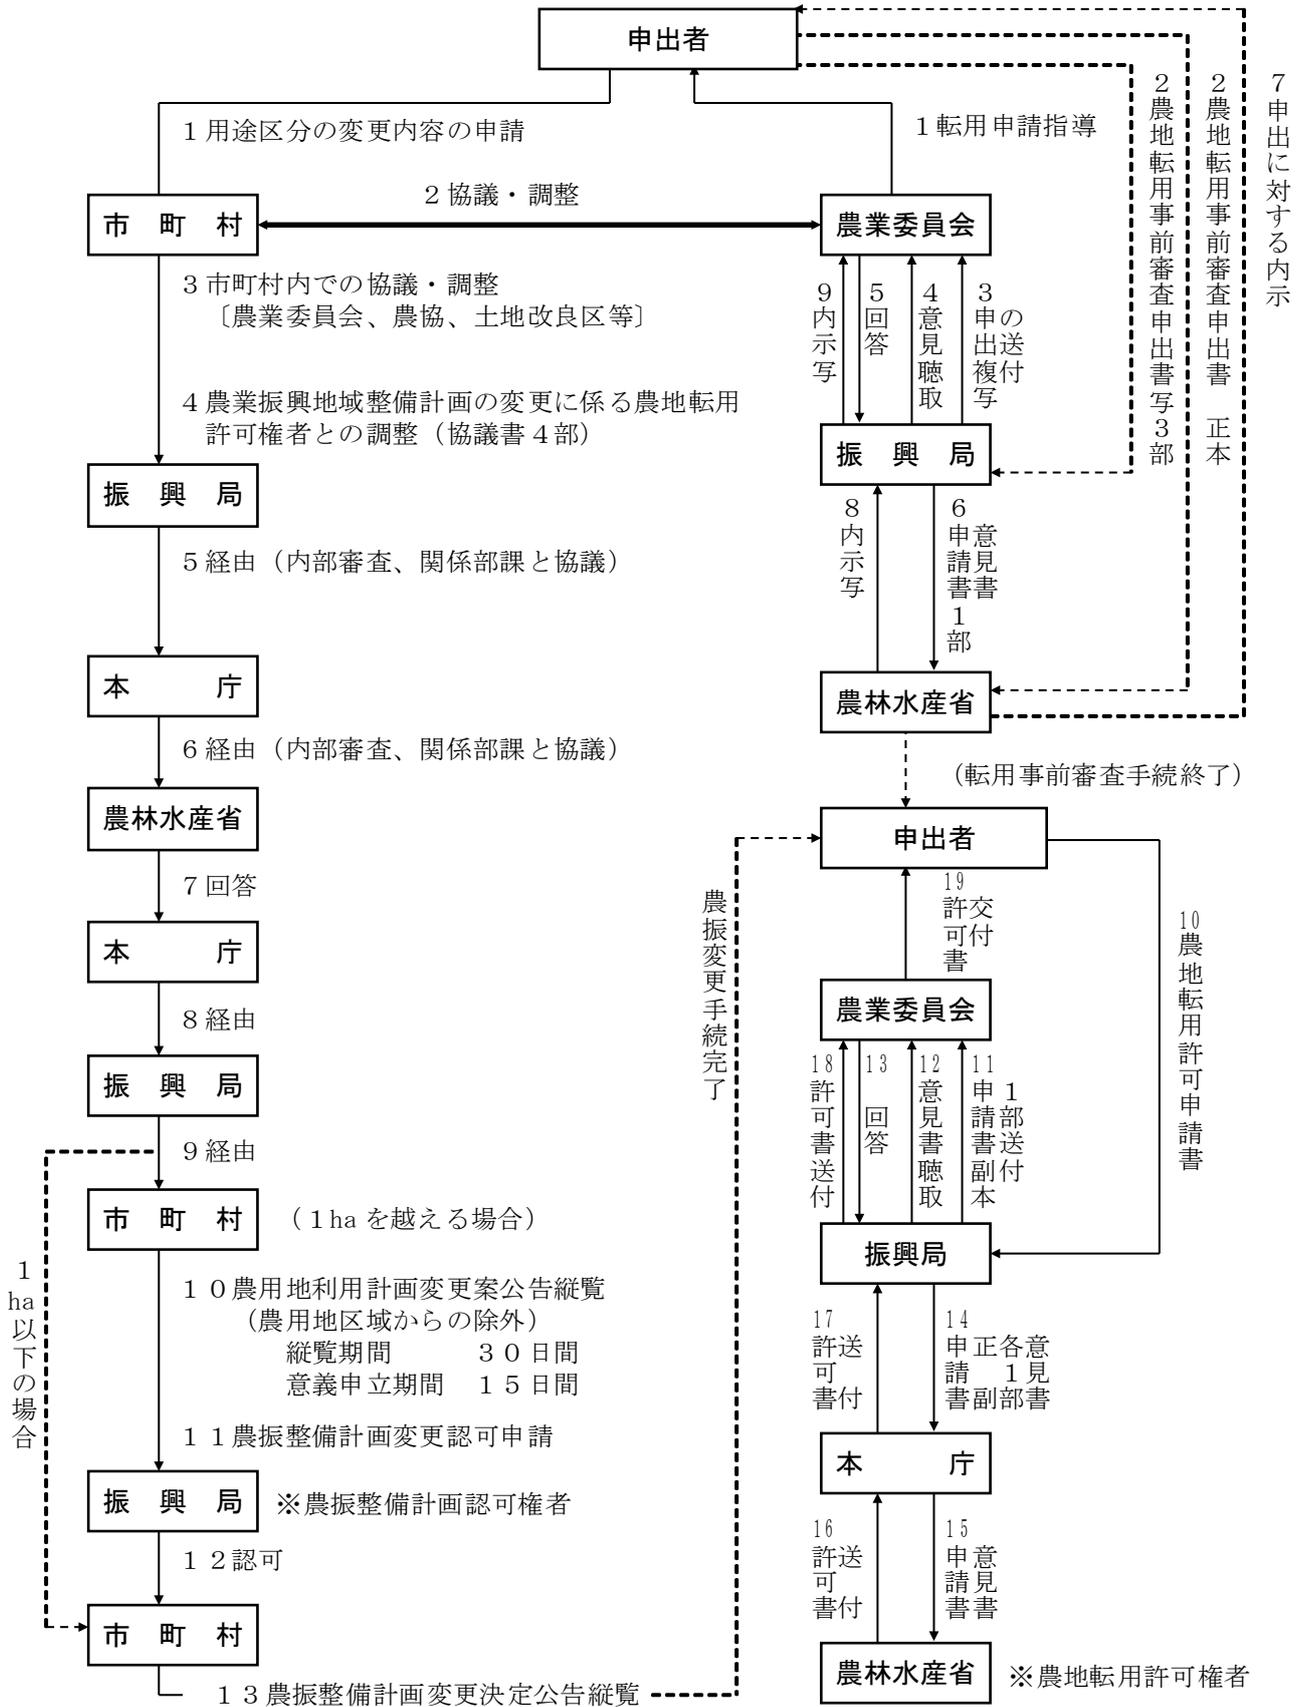 申出者
1用途区分の変更内容の申請
1転用申請指導
2協議・調整
市　町　村
農業委員会
3市町村内での協議・調整
〔農業委員会、農協、土地改良区等〕
4農業振興地域整備計画の変更に係る農地転用
許可権者との調整（協議書4部）
振　興　局
5経由（内部審査、関係部課と協議）
本　　　庁
6経由（内部審査、関係部課と協議）
農林水産省
7回答
本　　　庁
8経由
振　興　局
9経由
市　町　村
（1haを越える場合）
1ha以下の場合
10農用地利用計画変更案公告縦覧
（農用地区域からの除外）
縦覧期間　　　30日間
意義申立期間　15日間
11農振整備計画変更認可申請
振　興　局
※農振整備計画認可権者
12認可
市　町　村
13農振整備計画変更決定公告縦覧
農振変更手続完了
9内示写
5回答
4意見聴取
3申出複写
の送付
振　興　局
8内示写
6申請書
意見書
1部
農林水産省
2農地転用事前審査申出書写3部
2農地転用事前審査申出書　正本
7申出に対する内示
（転用事前審査手続終了）
申出者
19許可書
交付
10農地転用許可申請書
農業委員会
18許可書送付
13　回答
12意見書聴取
11申請書副本
1部送付
振興局
17許可書
送付
14申請書
正　副
各1部
意見書
本　　　庁
16許可書
送付
15申請書
意見書
農林水産省
※農地転用許可権者